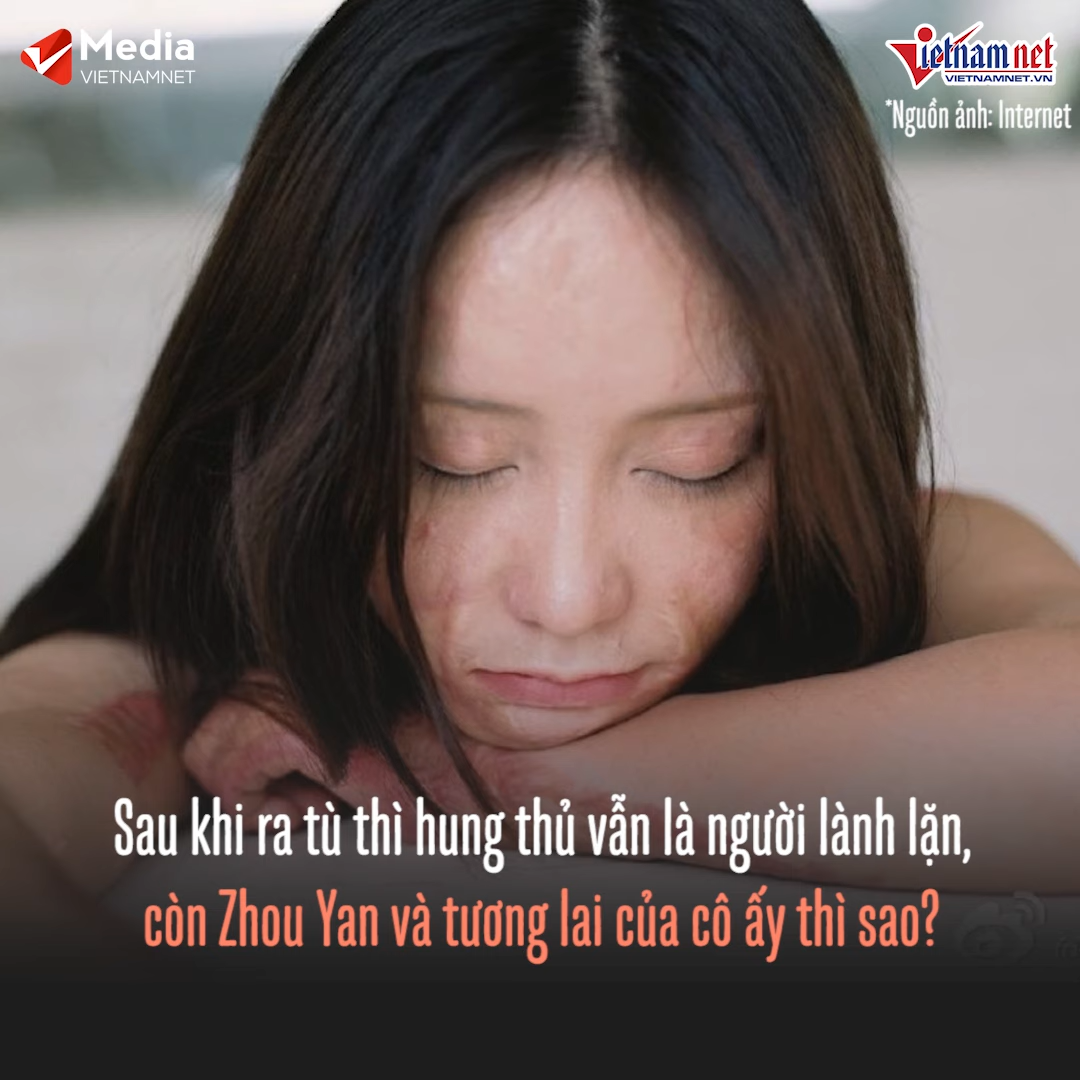 Media
VIETNAMNET
Vietnamnet
VIETNAMNET.VN
*Nguồn ảnh: Internet
Sau khi ra tù thì hung thủ vẫn là người lành lặn,
còn Zhou Yan và tương lai của cô ấy thì sao?